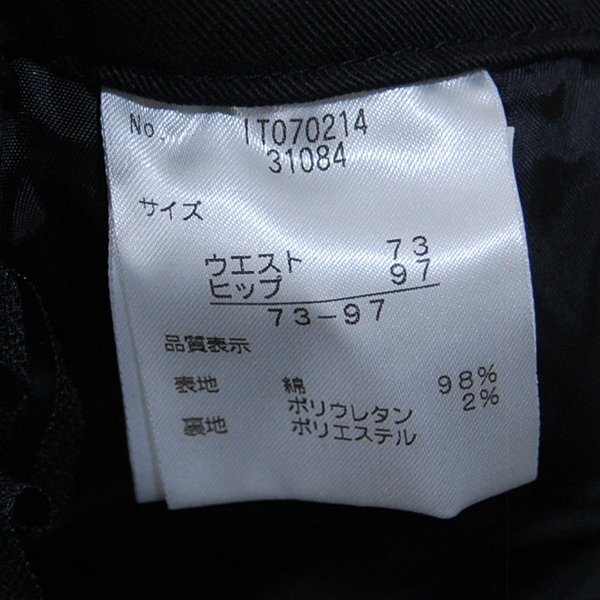 No. IT070214
31084
サイズ
ウエスト 73
ヒップ 97
73-97
品質表示
表地 綿 98%
ポリウレタン 2%
裏地 ポリエステル